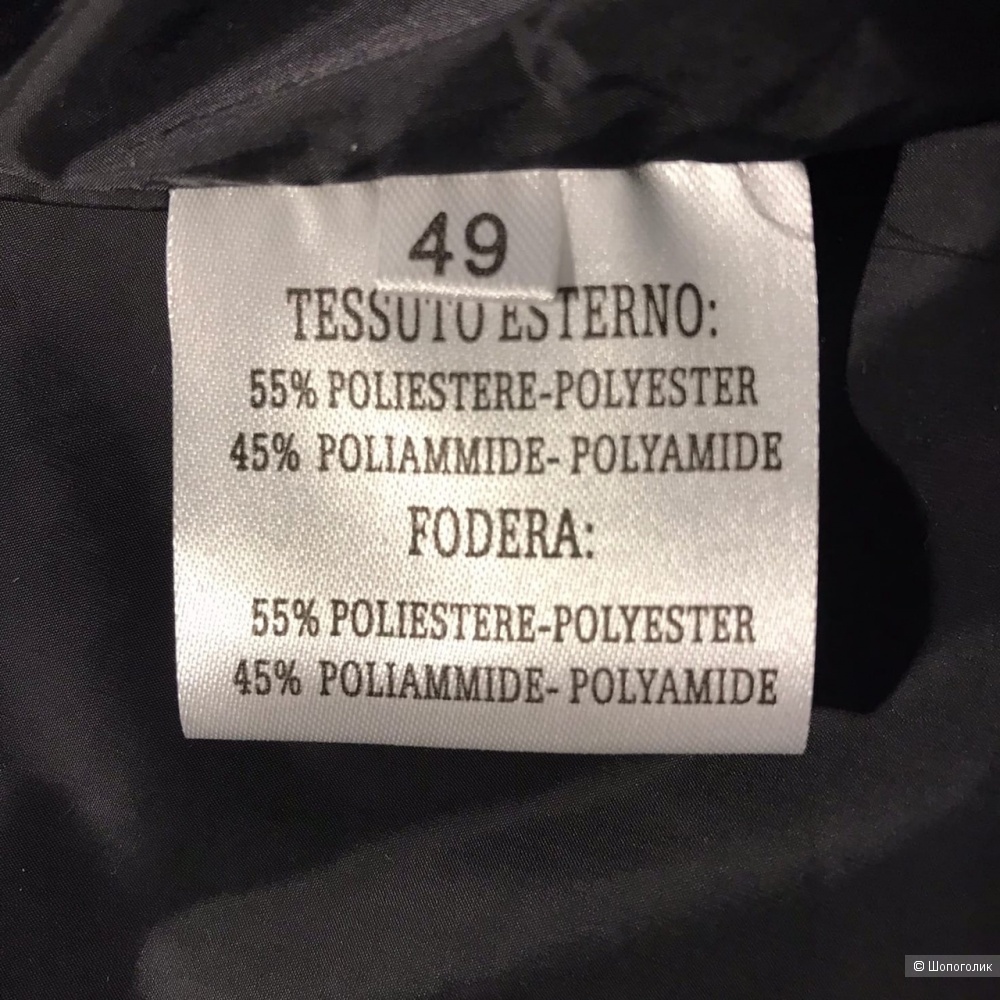 49
TESSUTO ESTERNO:
55% POLIESTERE-POLYESTER
45% POLIAMMIDE- POLYAMIDE
FODERA:
55% POLIESTERE-POLYESTER
45% POLIAMMIDE- POLYAMIDE
© Шопоголик